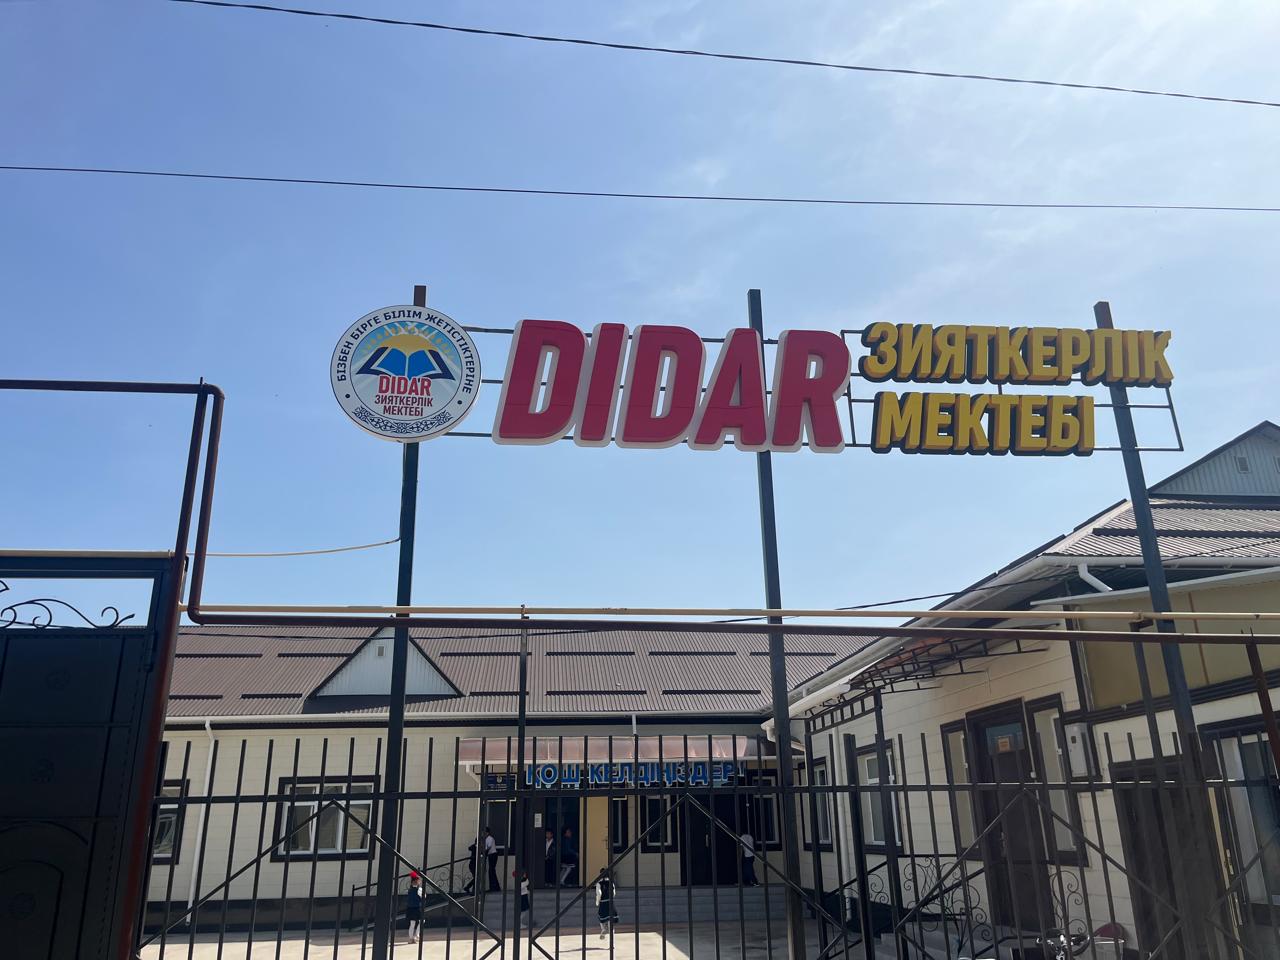 БІЗБЕН БІРГЕ БІЛІМ ЖЕТІСТІКТЕРІНЕ
DIDAR
ЗИЯТКЕРЛІК
МЕКТЕБІ
DIDAR
ЗИЯТКЕРЛІК
МЕКТЕБІ
ҚОШ КЕЛДІҢІЗДЕР